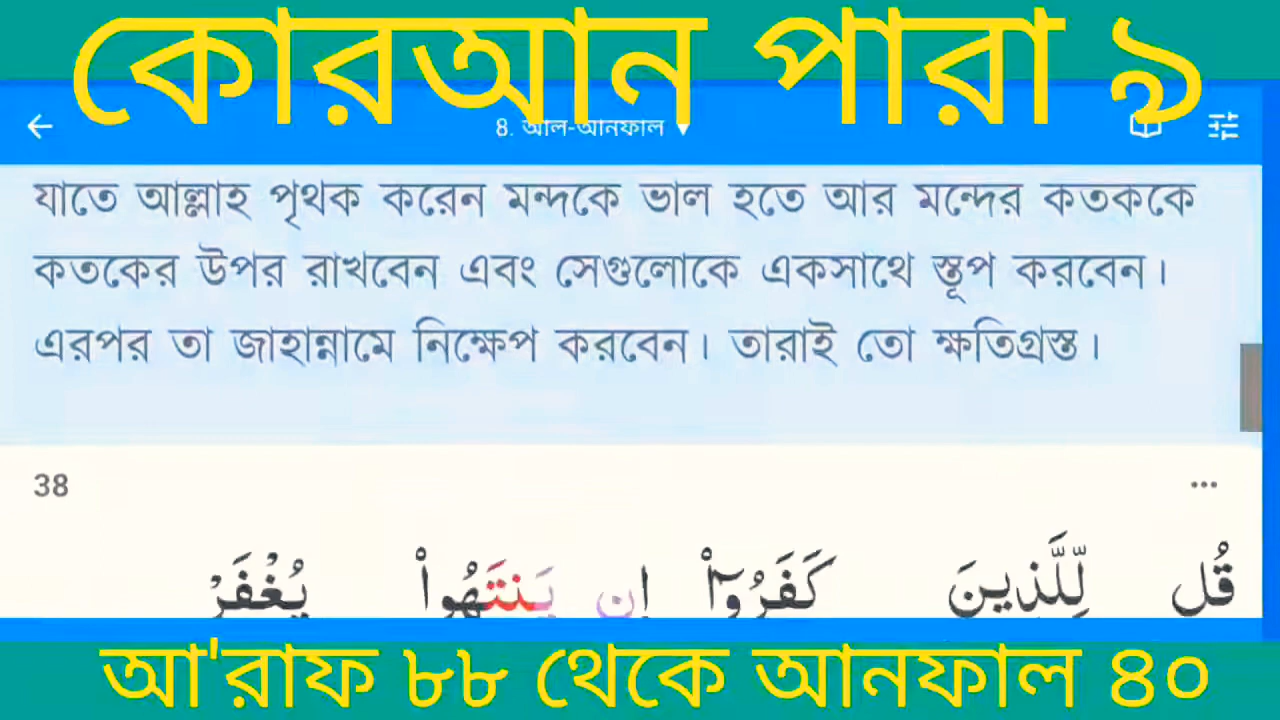 কোরআন পারা ৯
8. আল-আনফাল ▼
যাতে আল্লাহ পৃথক করেন মন্দকে ভাল হতে আর মন্দের কতককে
কতকের উপর রাখবেন এবং সেগুলোকে একসাথে স্তূপ করবেন।
এরপর তা জাহান্নামে নিক্ষেপ করবেন। তারাই তো ক্ষতিগ্রস্ত।
38
قُل لِّلَّذِينَ كَفَرُوٓا۟ إِن يَنتَهُوا۟ يُغْفَرْ
আ'রাফ ৮৮ থেকে আনফাল ৪০